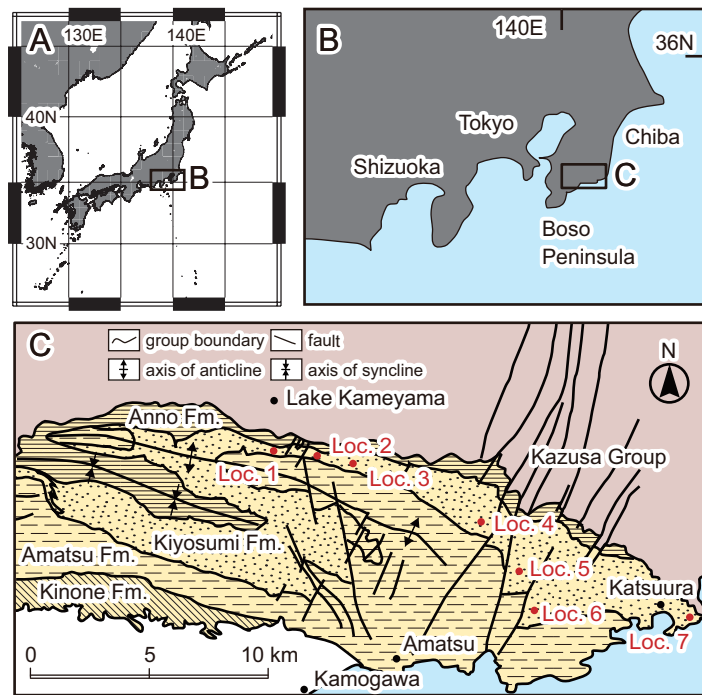 A
130E
140E
40N
30N
B
B
140E
36N
Tokyo
Chiba
Shizuoka
C
Boso
Peninsula
C
group boundary
fault
axis of anticline
axis of syncline
N
Lake Kameyama
Anno Fm.
Loc. 1
Loc. 2
Loc. 3
Kazusa Group
Loc. 4
Kiyosumi Fm.
Amatsu Fm.
Loc. 5
Kinone Fm.
Katsuura
Loc. 6
Loc. 7
0
5
10 km
Amatsu
Kamogawa